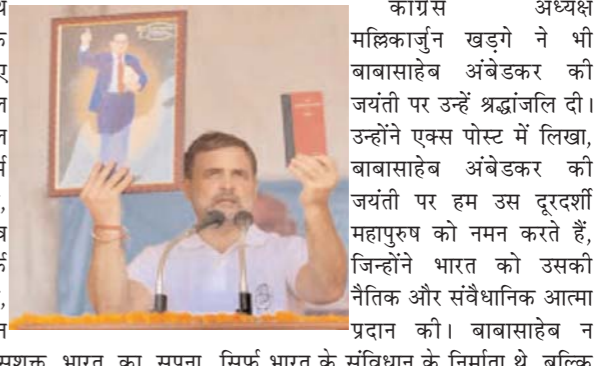 कांग्रेस अध्यक्ष
मल्लिकार्जुन खड़गे ने भी
बाबासाहेब अंबेडकर की
जयंती पर उन्हें श्रद्धांजलि दी।
उन्होंने एक्स पोस्ट में लिखा,
बाबासाहेब अंबेडकर की
जयंती पर हम उस दूरदर्शी
महापुरुष को नमन करते हैं,
जिन्होंने भारत को उसकी
नैतिक और संवैधानिक आत्मा
प्रदान की। बाबासाहेब न
सशक्त भारत का सपना सिर्फ भारत के संविधान के निर्माता थे, बल्कि